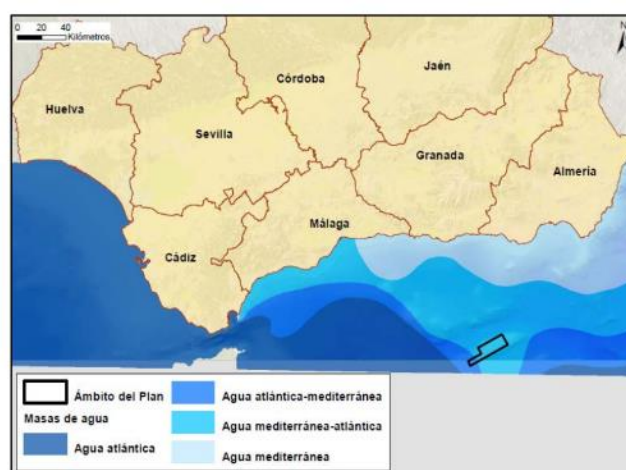 0 20 40
Kilómetros
N
Jaén
Córdoba
Huelva
Sevilla
Granada
Almería
Málaga
Cádiz
Ámbito del Plan
Masas de agua
Agua atlántica
Agua atlántica-mediterránea
Agua mediterránea-atlántica
Agua mediterránea